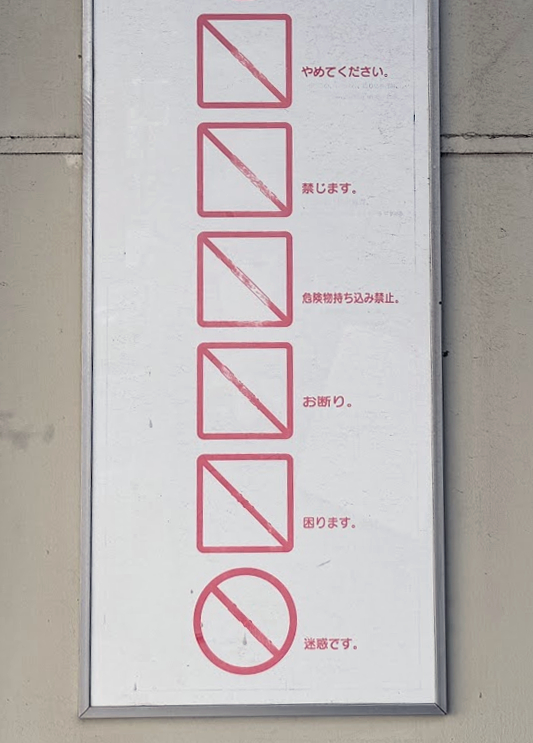 やめてください。
禁じます。
危険物持ち込み禁止。
お断り。
困ります。
迷惑です。